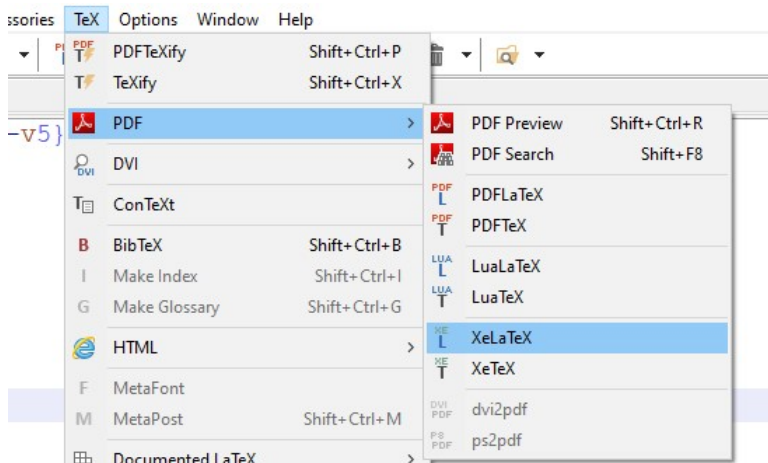 ssories TeX Options Window Help
PDFTeXify Shift+Ctrl+P
TeXify Shift+Ctrl+X
PDF
DVI
ConTeXt
BibTeX Shift+Ctrl+B
Make Index Shift+Ctrl+I
Make Glossary Shift+Ctrl+G
HTML
MetaFont
MetaPost Shift+Ctrl+M
Documented LaTeX
-v5}
PDF Preview Shift+Ctrl+R
PDF Search Shift+F8
PDFLaTeX
PDFTeX
LuaLaTeX
LuaTeX
XeLaTeX
XeTeX
dvi2pdf
ps2pdf